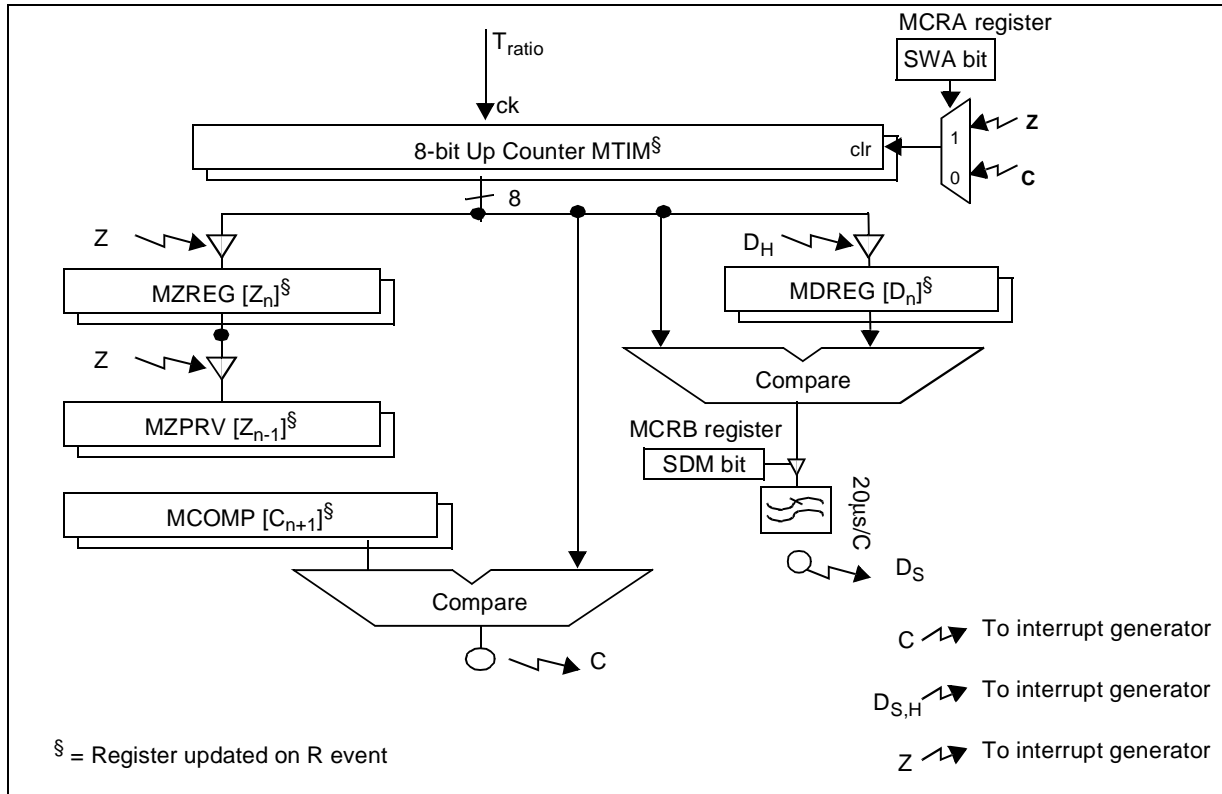 MCRA register
SWA bit
T_ratio
ck
8-bit Up Counter MTIM§
clr
1
0
Z
C
8
Z
D_H
MZREG [Z_n]§
MDREG [D_n]§
Z
Compare
MZPRV [Z_n-1]§
MCRB register
SDM bit
20µs/C
MCOMP [C_n+1]§
D_S
Compare
C
C To interrupt generator
D_S,H To interrupt generator
Z To interrupt generator
§ = Register updated on R event